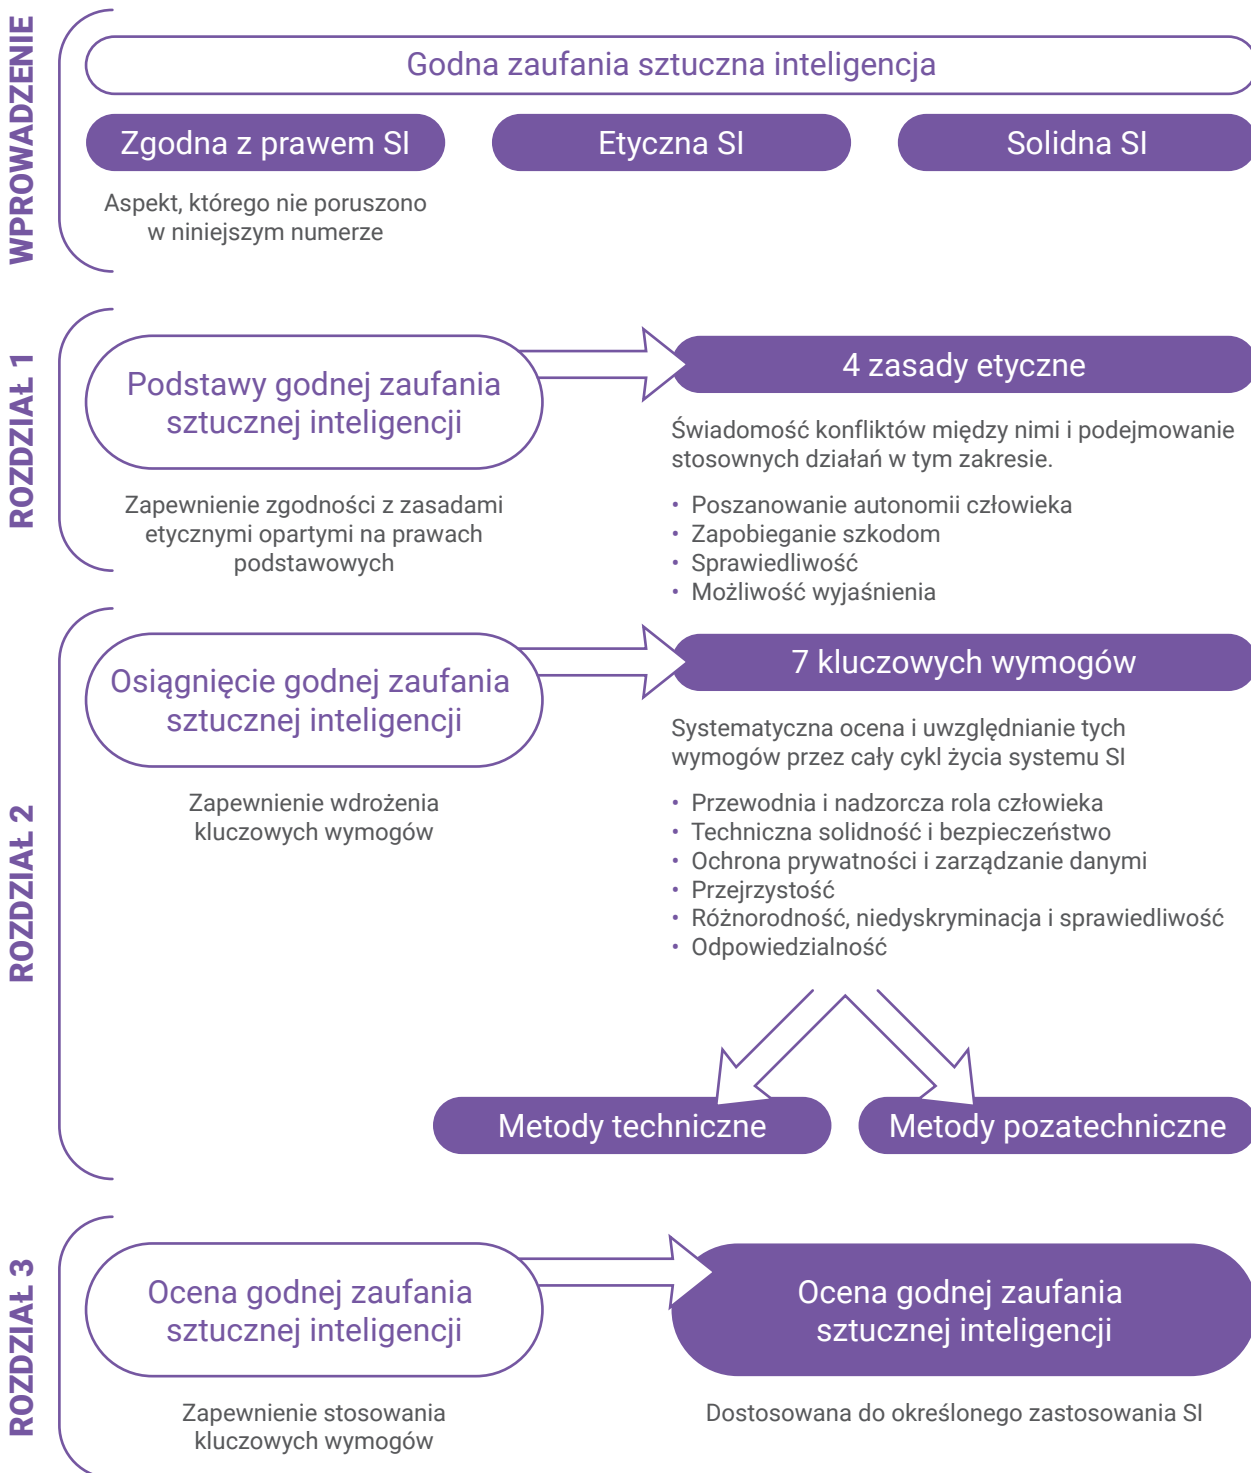 WPROWADZENIE
Godna zaufania sztuczna inteligencja
Zgodna z prawem SI
Etyczna SI
Solidna SI
Aspekt, którego nie poruszono
w niniejszym numerze
ROZDZIAŁ 1
Podstawy godnej zaufania
sztucznej inteligencji
Zapewnienie zgodności z zasadami
etycznymi opartymi na prawach
podstawowych
4 zasady etyczne
Świadomość konfliktów między nimi i podejmowanie
stosownych działań w tym zakresie.
• Poszanowanie autonomii człowieka
• Zapobieganie szkodom
• Sprawiedliwość
• Możliwość wyjaśnienia
ROZDZIAŁ 2
Osiągnięcie godnej zaufania
sztucznej inteligencji
Zapewnienie wdrożenia
kluczowych wymogów
7 kluczowych wymogów
Systematyczna ocena i uwzględnianie tych
wymogów przez cały cykl życia systemu SI
• Przewodnia i nadzorcza rola człowieka
• Techniczna solidność i bezpieczeństwo
• Ochrona prywatności i zarządzanie danymi
• Przejrzystość
• Różnorodność, niedyskryminacja i sprawiedliwość
• Odpowiedzialność
Metody techniczne
Metody pozatechniczne
ROZDZIAŁ 3
Ocena godnej zaufania
sztucznej inteligencji
Zapewnienie stosowania
kluczowych wymogów
Ocena godnej zaufania
sztucznej inteligencji
Dostosowana do określonego zastosowania SI